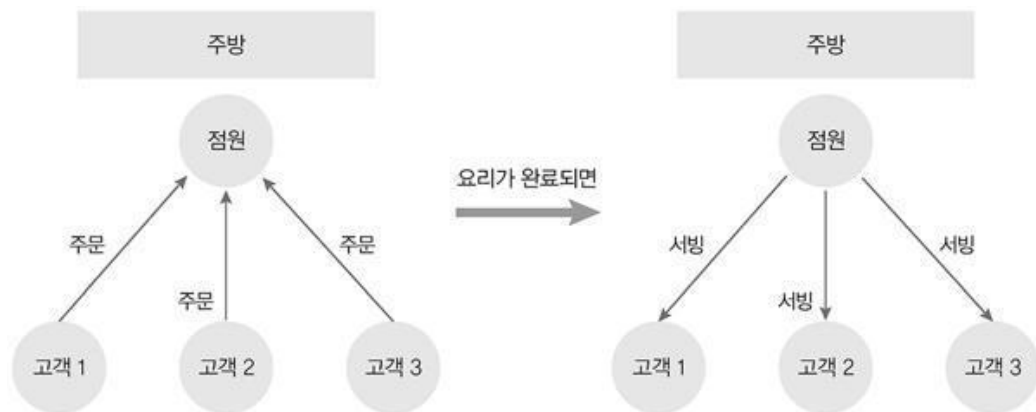 주방
점원
주문
주문
주문
고객 1
고객 2
고객 3
요리가 완료되면
주방
점원
서빙
서빙
서빙
고객 1
고객 2
고객 3